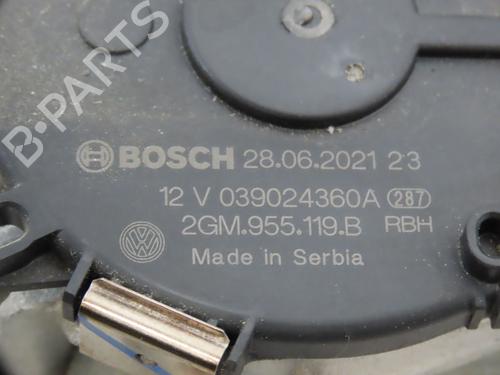 B-PARTS
BOSCH 28.06.2021 23
12 V 039024360A 287
2GM.955.119.B RBH
Made in Serbia